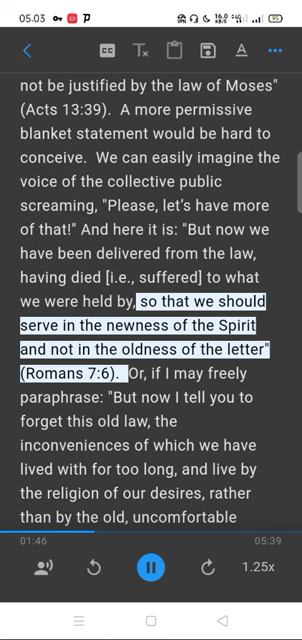 05.03
16.0
KB/s
4G
95
CC
not be justified by the law of Moses"
(Acts 13:39).  A more permissive
blanket statement would be hard to
conceive.  We can easily imagine the
voice of the collective public
screaming, "Please, let's have more
of that!" And here it is: "But now we
have been delivered from the law,
having died [i.e., suffered] to what
we were held by, so that we should
serve in the newness of the Spirit
and not in the oldness of the letter"
(Romans 7:6).  Or, if I may freely
paraphrase: "But now I tell you to
forget this old law, the
inconveniences of which we have
lived with for too long, and live by
the religion of our desires, rather
than by the old, uncomfortable
01:46
05:39
1.25x